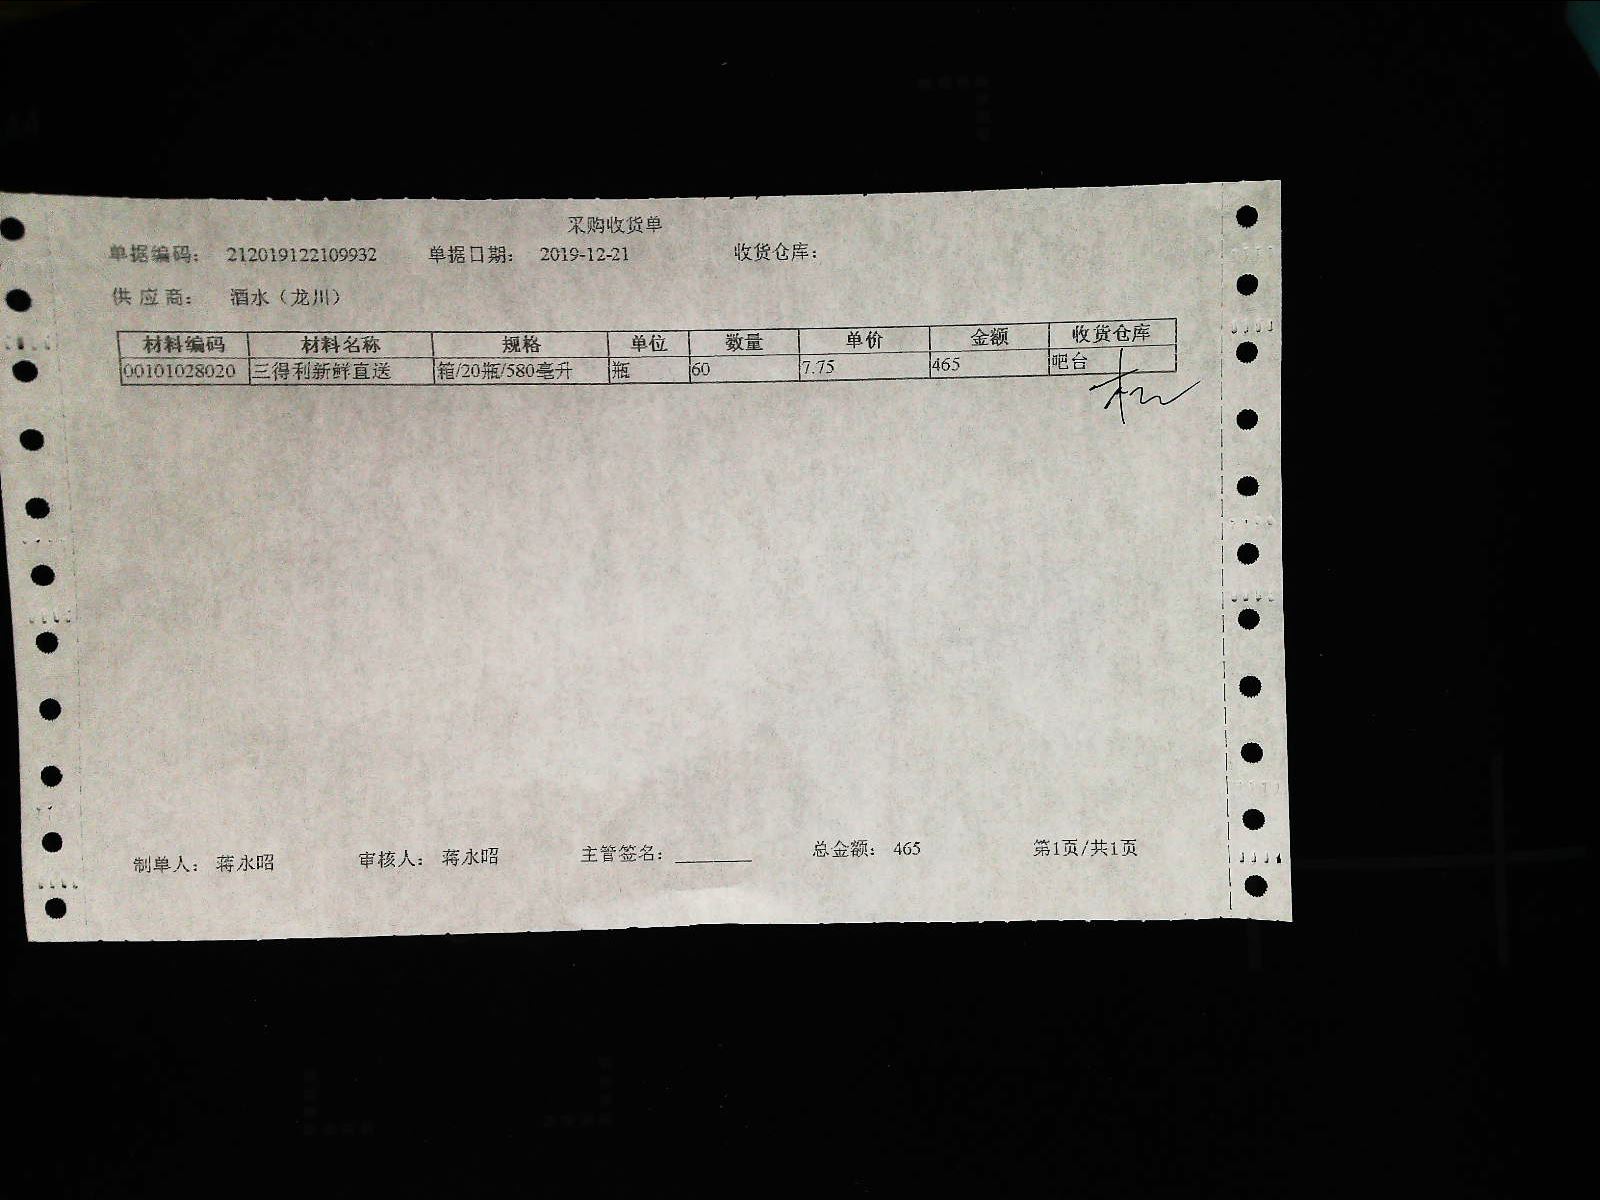 采购收货单
单据编码： 212019122109932 单据日期： 2019-12-21 收货仓库：
供应商： 酒水（龙川）
材料编码 材料名称 规格 单位 数量 单价 金额 收货仓库
00101028020 三得利新鲜直送 箱/20瓶/580毫升 瓶 60 7.75 465 吧台
制单人： 蒋永昭 审核人： 蒋永昭 主管签名： 总金额： 465 第1页/共1页